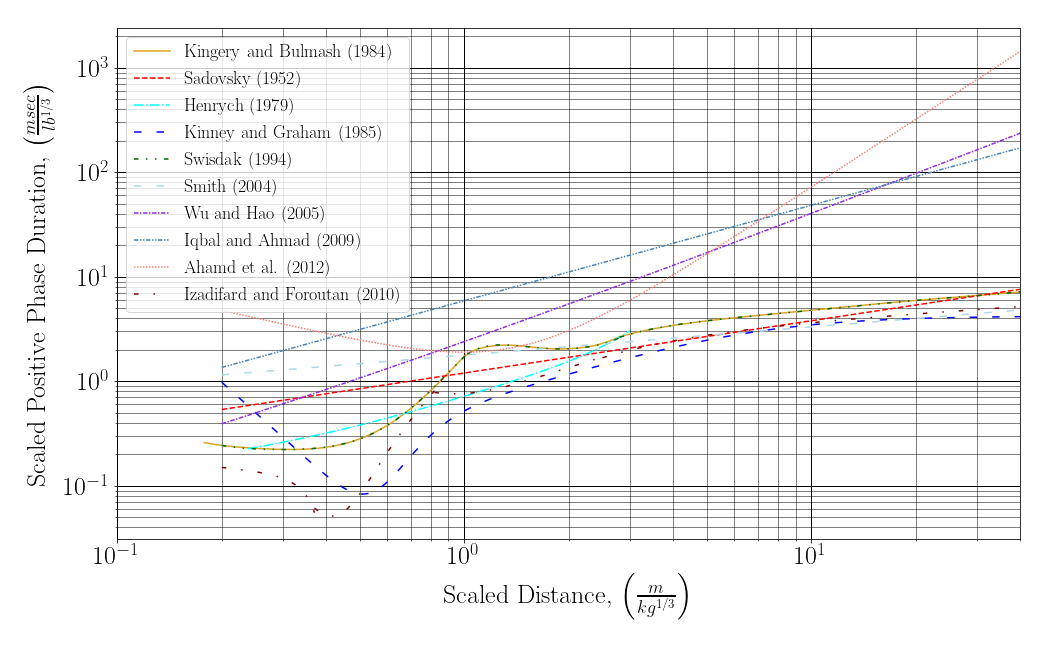 Scaled Positive Phase Duration, (msec/lb^1/3)
10^3
10^2
10^1
10^0
10^−1
Kingery and Bulmash (1984)
Sadovsky (1952)
Henrych (1979)
Kinney and Graham (1985)
Swisdak (1994)
Smith (2004)
Wu and Hao (2005)
Iqbal and Ahmad (2009)
Ahamd et al. (2012)
Izadifard and Foroutan (2010)
10^−1 10^0 10^1
Scaled Distance, (m/kg^1/3)